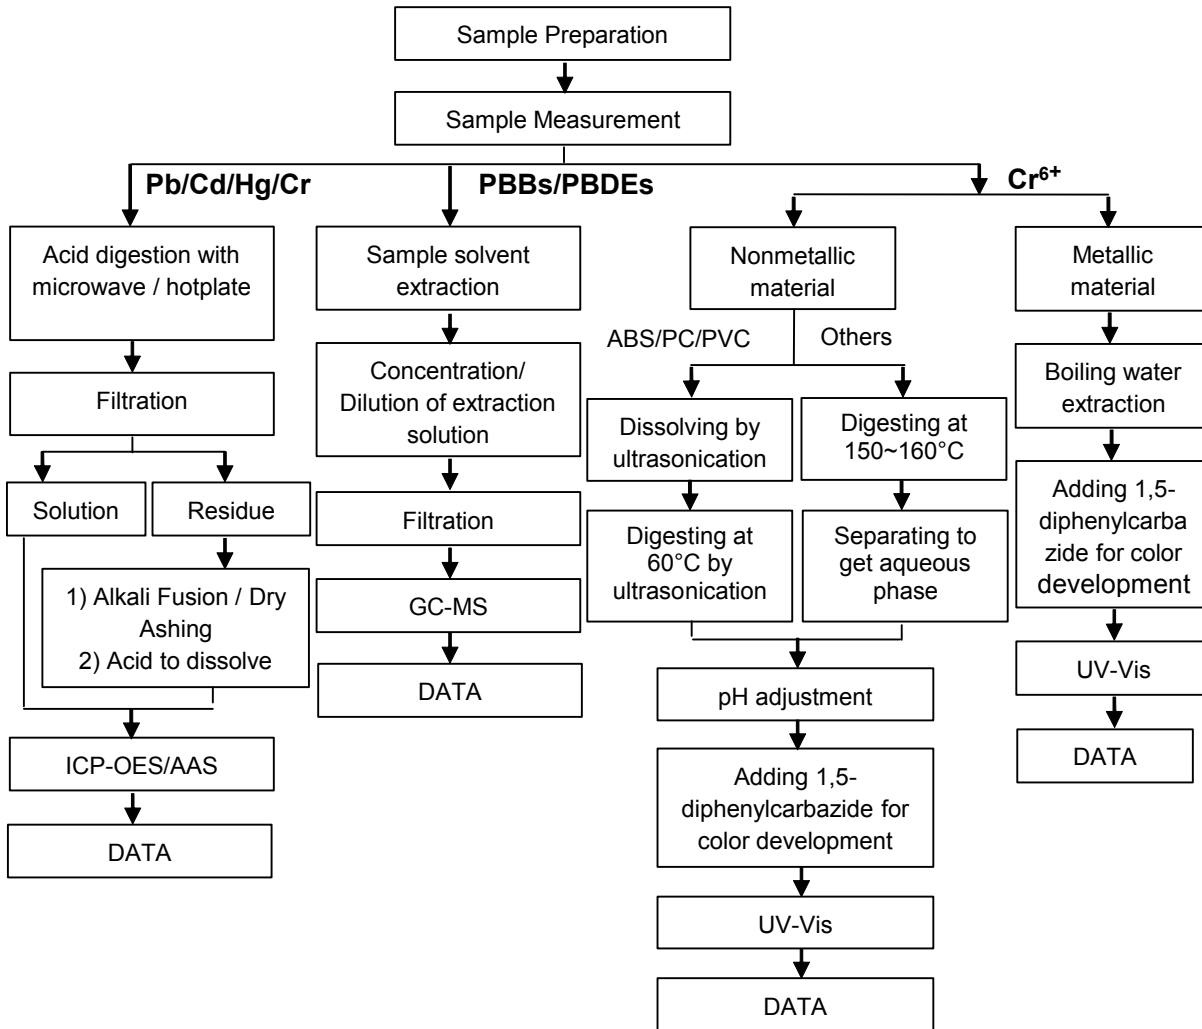 Sample Preparation
Sample Measurement
Pb/Cd/Hg/Cr
PBBs/PBDEs
Cr⁶⁺
Acid digestion with
microwave / hotplate
Filtration
Solution
Residue
1) Alkali Fusion / Dry
Ashing
2) Acid to dissolve
ICP-OES/AAS
DATA
Sample solvent
extraction
Concentration/
Dilution of extraction
solution
Filtration
GC-MS
DATA
Nonmetallic
material
ABS/PC/PVC
Others
Dissolving by
ultrasonication
Digesting at
60°C by
ultrasonication
Digesting at
150~160°C
Separating to
get aqueous
phase
pH adjustment
Adding 1,5-
diphenylcarbazide for
color development
UV-Vis
DATA
Metallic
material
Boiling water
extraction
Adding 1,5-
diphenylcarba
zide for color
development
UV-Vis
DATA